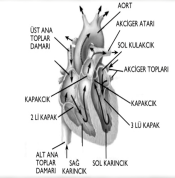 AORT
AKCİĞER ATARI
ÜST ANA
TOPLAR
DAMARI
SOL KULAKCIK
AKCİĞER TOPLARI
KAPAKCIK
KAPAKCIK
2 Lİ KAPAK
3 LÜ KAPAK
ALT ANA
TOPLAR
DAMARI
SAĞ
KARINCIK
SOL KARINCIK